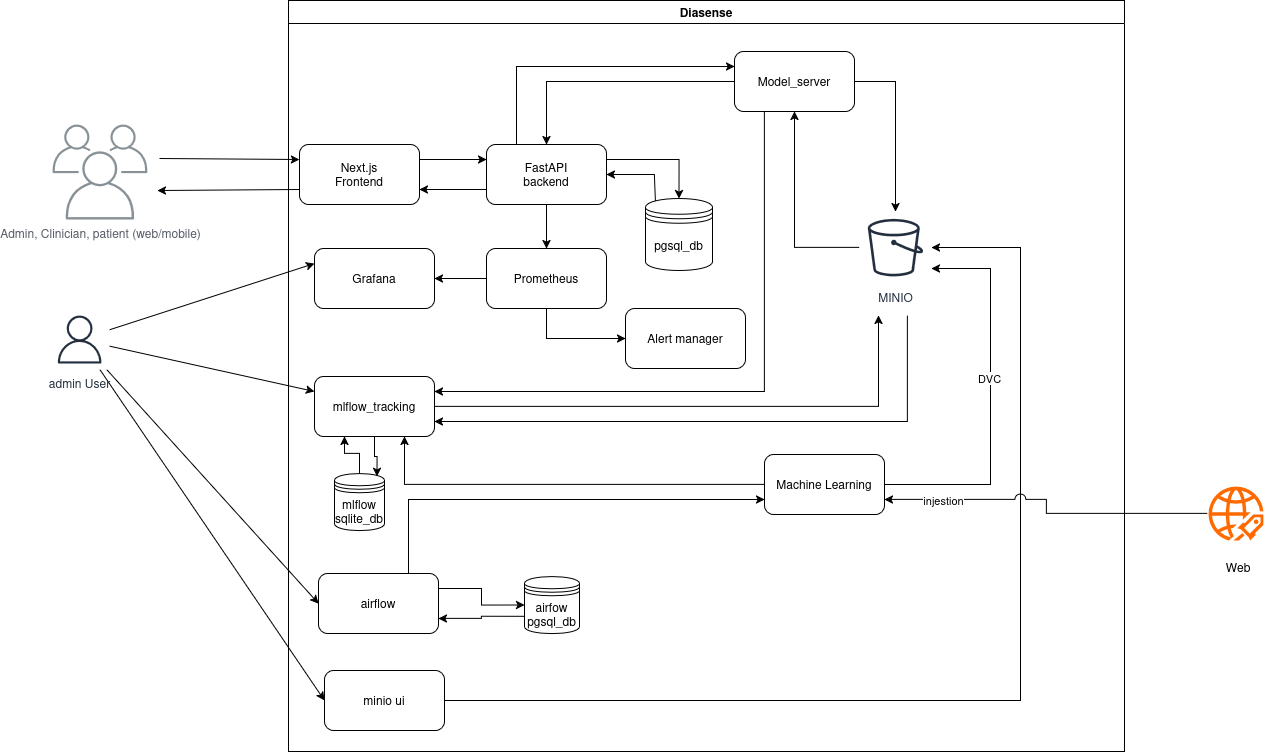 Diasense
Model_server
Next.js
Frontend
FastAPI
backend
Admin, Clinician, patient (web/mobile)
pgsql_db
Grafana
Prometheus
MINIO
Alert manager
admin User
DVC
mlflow_tracking
Machine Learning
injestion
mlflow
sqlite_db
Web
airflow
airfow
pgsql_db
minio ui